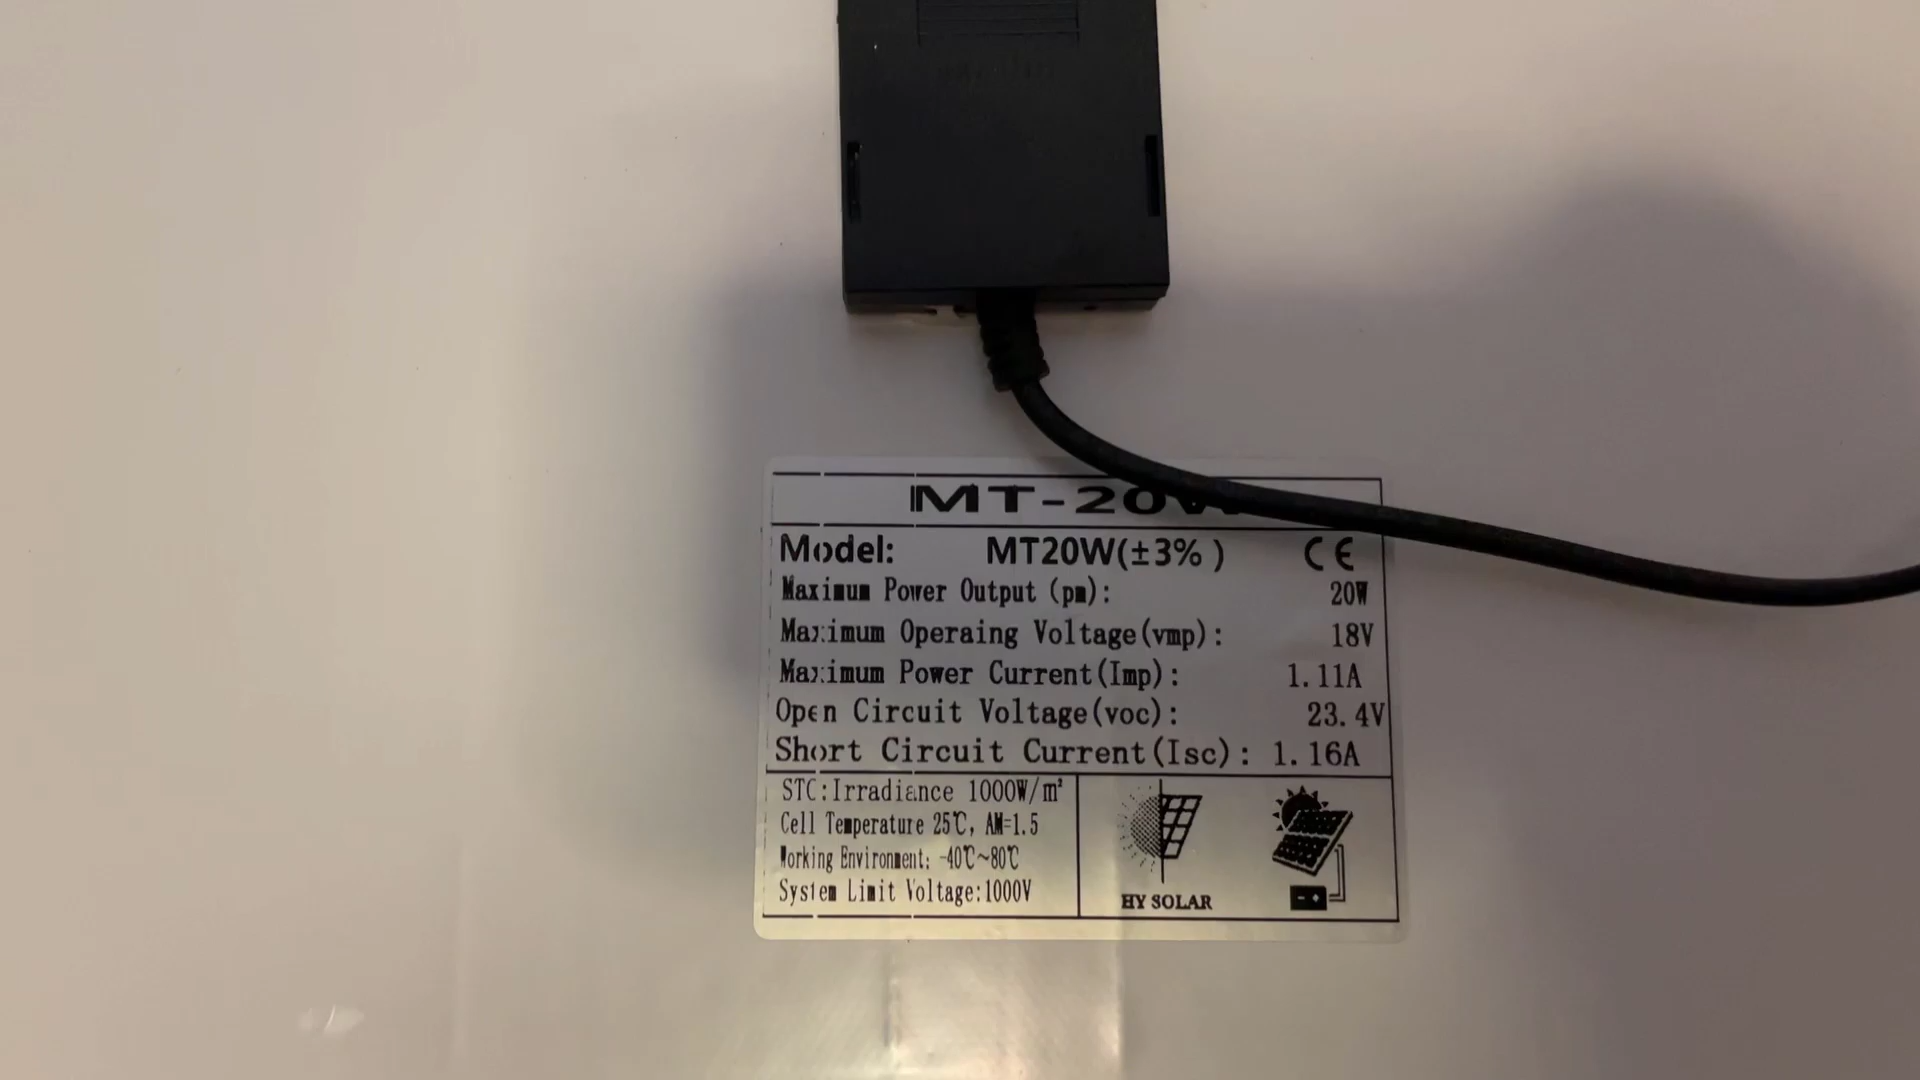 MT-20W
Model: MT20W(±3%) CE
Maximum Power Output (pm): 20W
Maximum Operaing Voltage(vmp): 18V
Maximum Power Current(Imp): 1.11A
Open Circuit Voltage(voc): 23.4V
Short Circuit Current(Isc): 1.16A
STC:Irradiance 1000W/m²
Cell Temperature 25℃, AM=1.5
Working Environment: -40℃~80℃
System Limit Voltage:1000V
HY SOLAR